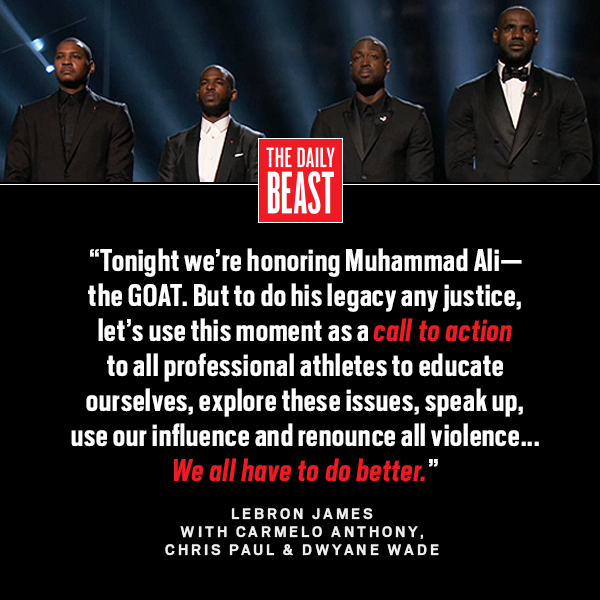 THE DAILY
BEAST
“Tonight we’re honoring Muhammad Ali—
the GOAT. But to do his legacy any justice,
let’s use this moment as a call to action
to all professional athletes to educate
ourselves, explore these issues, speak up,
use our influence and renounce all violence...
We all have to do better.”
LEBRON JAMES
WITH CARMELO ANTHONY,
CHRIS PAUL & DWYANE WADE